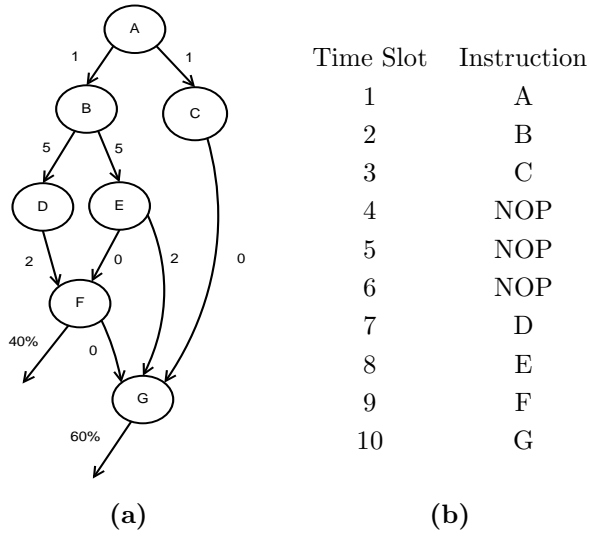 A
1 1
B
C
5 5
D E
2 0 2 0
F
40%
0
G
60%
(a)
Time Slot Instruction
1 A
2 B
3 C
4 NOP
5 NOP
6 NOP
7 D
8 E
9 F
10 G
(b)